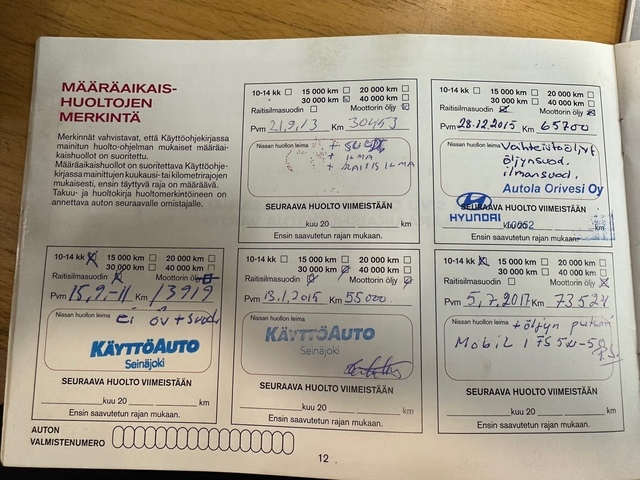 MÄÄRÄAIKAIS-
HUOLTOJEN
MERKINTÄ
Merkinnät vahvistavat, että Käyttöohjekirjassa
mainitun huolto-ohjelman mukaiset määräai-
kaishuollot on suoritettu.
Määräaikaishuollot on suoritettava Käyttöohje-
kirjassa mainittujen kuukausi- tai kilometrirajojen
mukaisesti, ensin täyttyvä raja on määräävä.
Takuu- ja huoltokirja huoltomerkintöineen on
annettava auton seuraavalle omistajalle.
10-14 kk 15 000 km 20 000 km
30 000 km 40 000 km
Raitisilmasuodin Moottorin öljy
Pvm 21,9,13 Km 30453
Nissan huollon leima
+ ILMA
+ RAITIS ILMA
SEURAAVA HUOLTO VIIMEISTÄÄN
kuu 20 km
Ensin saavutetun rajan mukaan.
10-14 kk 15 000 km 20 000 km
30 000 km 40 000 km
Raitisilmasuodin Moottorin öljy
Pvm 28.12.2015 Km 65700
Nissan huollon leima
öljynsuod.
ilmansuod.
Autola Orivesi Oy
SEURAAVA HUOLTO VIIMEISTÄÄN
HYUNDAI
km
Ensin saavutetun rajan mukaan.
10-14 kk 15 000 km 20 000 km
30 000 km 40 000 km
Raitisilmasuodin Moottorin öljy
Pvm 15,9.-11 Km 13919
Nissan huollon leima
ei öv + suod
KÄYTTÖAUTO
Seinäjoki
SEURAAVA HUOLTO VIIMEISTÄÄN
kuu 20 km
Ensin saavutetun rajan mukaan.
10-14 kk 15 000 km 20 000 km
30 000 km 40 000 km
Raitisilmasuodin Moottorin öljy
Pvm 13.1.2015 Km 55000
Nissan huollon leima
KÄYTTÖAUTO
Seinäjoki
SEURAAVA HUOLTO VIIMEISTÄÄN
kuu 20 km
Ensin saavutetun rajan mukaan.
10-14 kk 15 000 km 20 000 km
30 000 km 40 000 km
Raitisilmasuodin Moottorin öljy
Pvm 5,7,2017 Km 73524
Nissan huollon leima
+ öljyn
Mobil 1 FS 5W-50
SEURAAVA HUOLTO VIIMEISTÄÄN
kuu 20 km
Ensin saavutetun rajan mukaan.
AUTON
VALMISTENUMERO
12